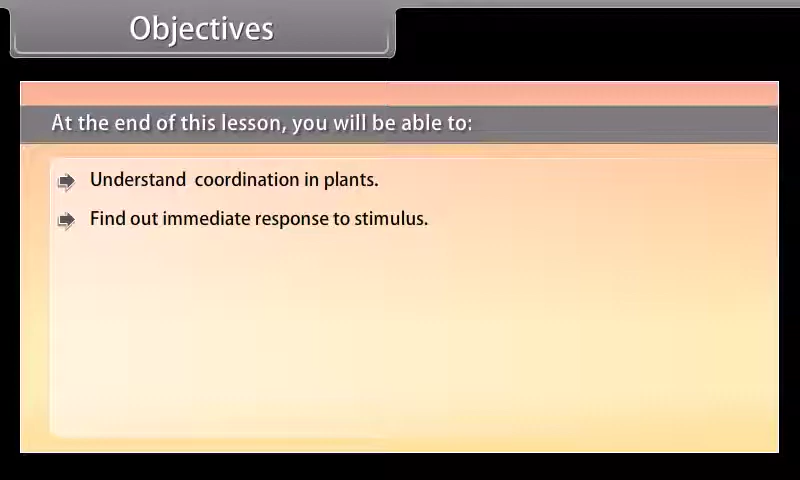 Objectives
At the end of this lesson, you will be able to:
Understand coordination in plants.
Find out immediate response to stimulus.